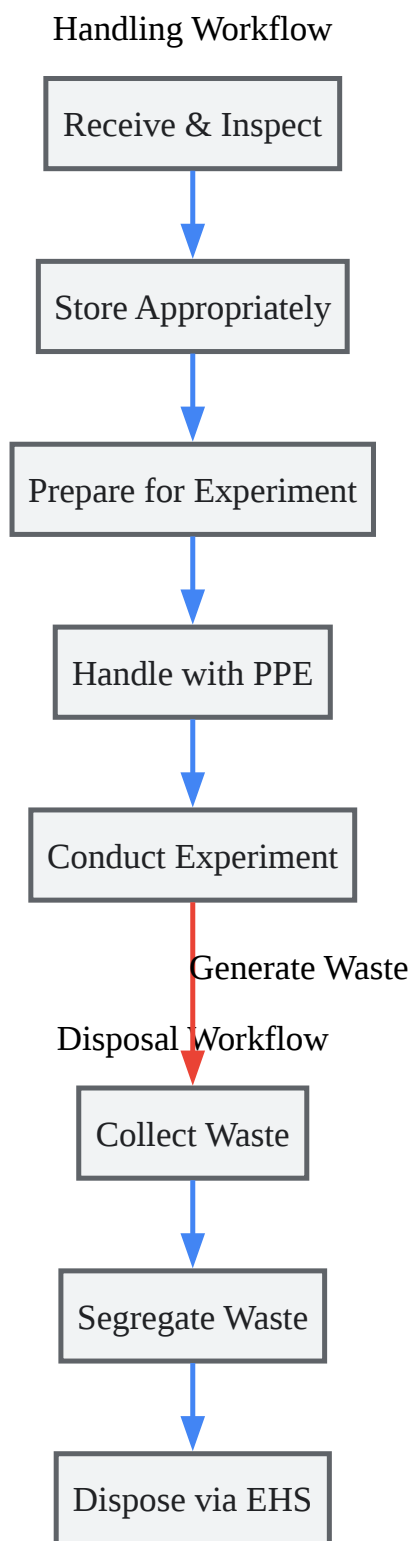 Handling Workflow
Receive & Inspect
Store Appropriately
Prepare for Experiment
Handle with PPE
Conduct Experiment
Generate Waste
Disposal Workflow
Collect Waste
Segregate Waste
Dispose via EHS